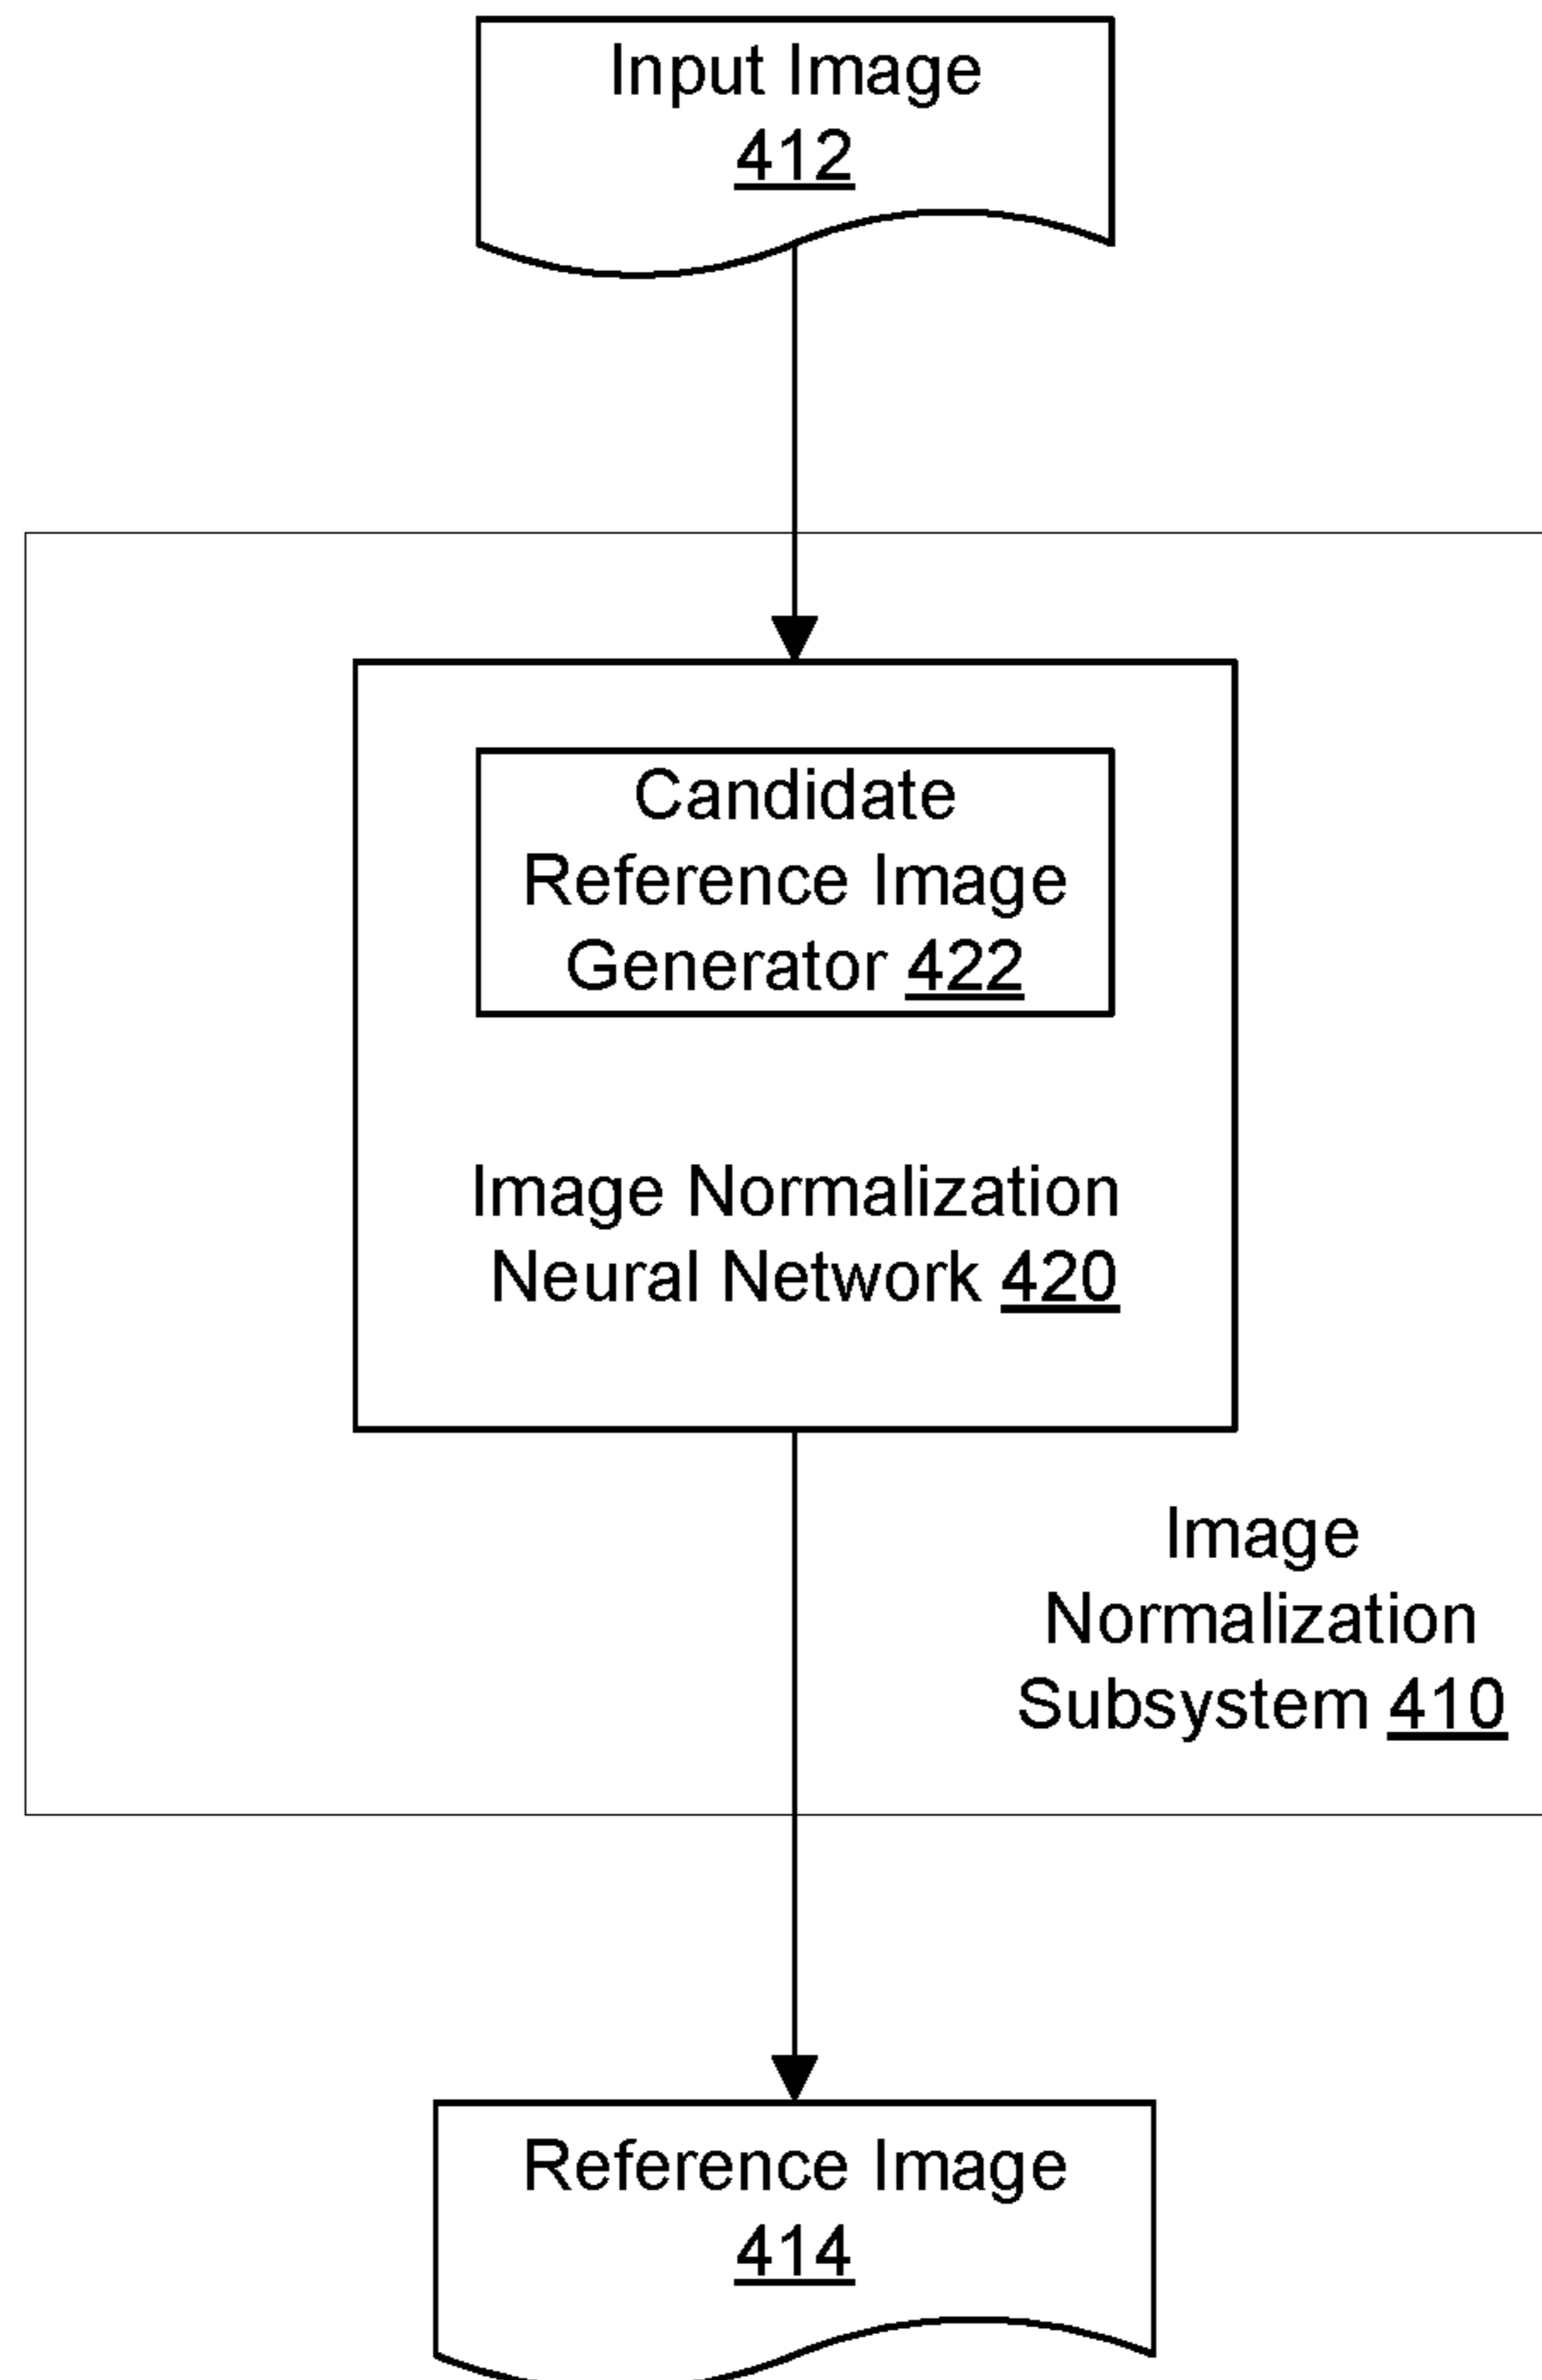 Input Image
412
Candidate
Reference Image
Generator 422
Image Normalization
Neural Network 420
Image
Normalization
Subsystem 410
Reference Image
414